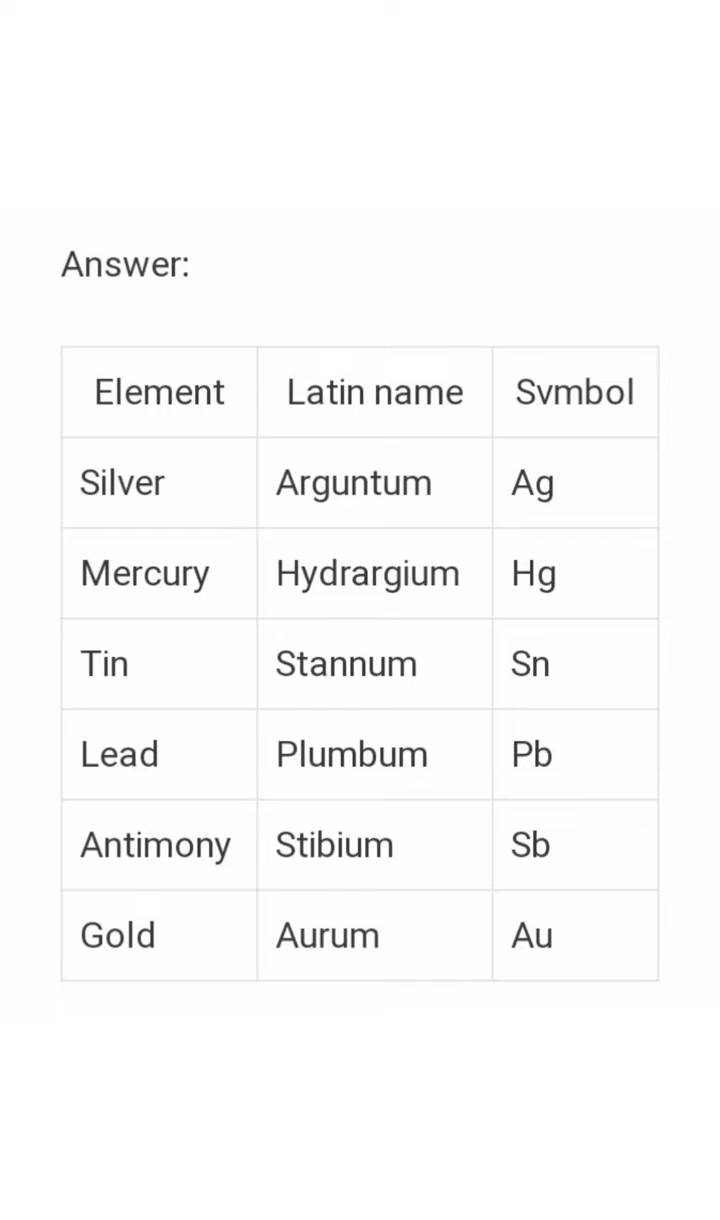 Answer:
Element Latin name Svmbol
Silver Arguntum Ag
Mercury Hydrargium Hg
Tin Stannum Sn
Lead Plumbum Pb
Antimony Stibium Sb
Gold Aurum Au